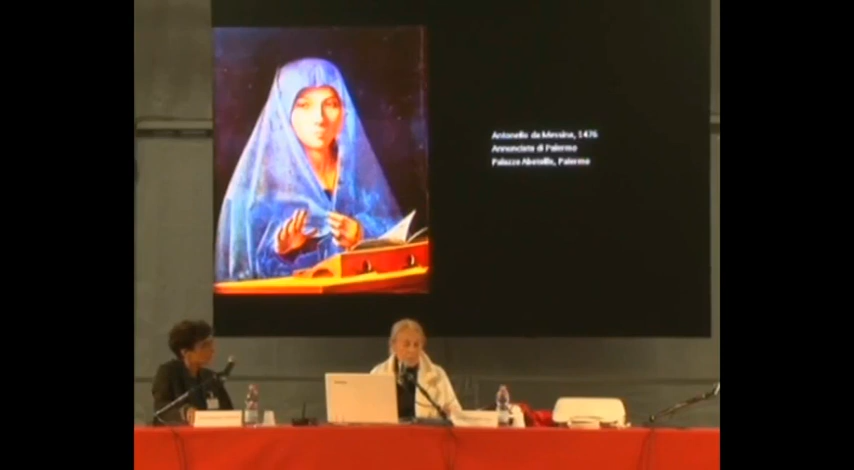 Antonello da Messina, 1476
Annunciata di Palermo
Palazzo Abatellis, Palermo